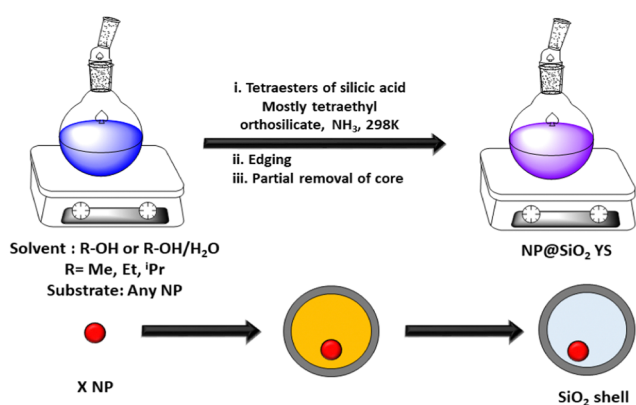 i. Tetraesters of silicic acid
Mostly tetraethyl
orthosilicate, NH₃, 298K
ii. Edging
iii. Partial removal of core
Solvent : R-OH or R-OH/H₂O
R= Me, Et, ⁱPr
Substrate: Any NP
NP@SiO₂ YS
X NP
SiO₂ shell